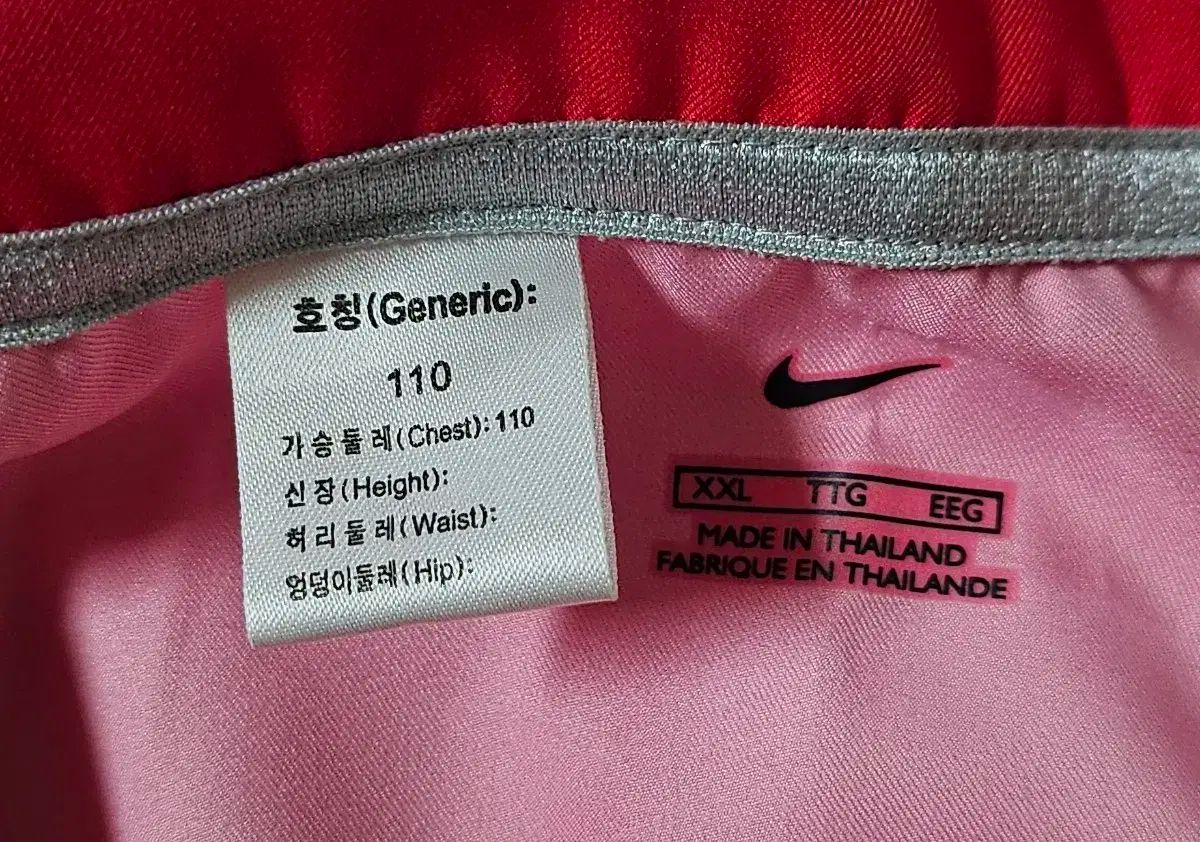 호칭(Generic):
110
가슴둘레(Chest): 110
신장(Height):
허리둘레(Waist):
엉덩이둘레(Hip):
XXL TTG EEG
MADE IN THAILAND
FABRIQUE EN THAILANDE